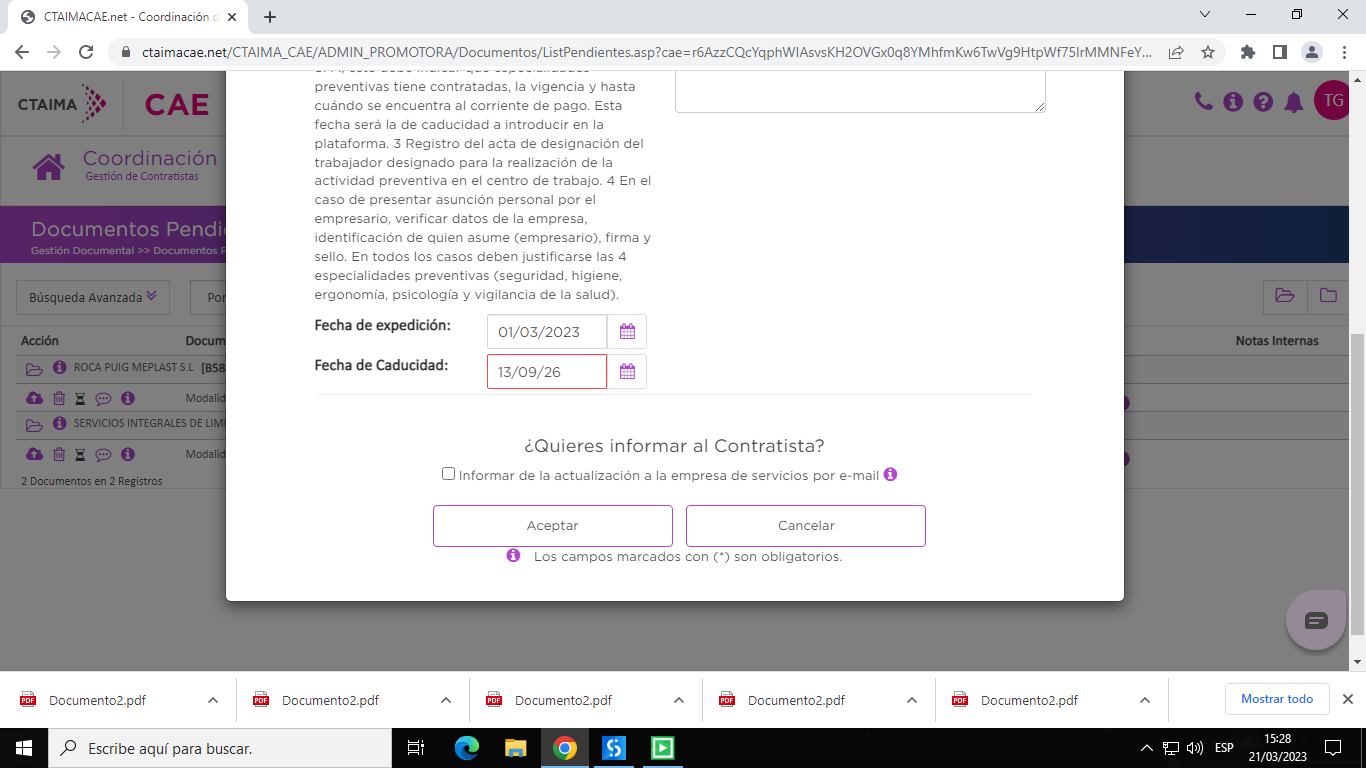 CTAIMACAE.net - Coordinación d
ctaimacae.net/CTAIMA_CAE/ADMIN_PROMOTORA/Documentos/ListPendientes.asp?cae=r6AzzCQcYqphWIAsvsKH2OVGx0q8YMhfmKw6TwVg9HtpWf75IrMMNFeY...
preventivas tiene contratadas, la vigencia y hasta
cuándo se encuentra al corriente de pago. Esta
fecha será la de caducidad a introducir en la
plataforma. 3 Registro del acta de designación del
trabajador designado para la realización de la
actividad preventiva en el centro de trabajo. 4 En el
caso de presentar asunción personal por el
empresario, verificar datos de la empresa,
identificación de quien asume (empresario), firma y
sello. En todos los casos deben justificarse las 4
especialidades preventivas (seguridad, higiene,
ergonomía, psicología y vigilancia de la salud).
Fecha de expedición:
01/03/2023
Fecha de Caducidad:
13/09/26
¿Quieres informar al Contratista?
Informar de la actualización a la empresa de servicios por e-mail
Aceptar
Cancelar
Los campos marcados con (*) son obligatorios.
CTAIMA
CAE
TG
Coordinación
Gestión de Contratistas
Documentos Pendi
Gestión Documental >> Documentos P
Búsqueda Avanzada
Por
Acción
Docum
Notas Internas
ROCA PUIG MEPLAST S.L [B58
Modalid
SERVICIOS INTEGRALES DE LIM
Modalid
2 Documentos en 2 Registros
Documento2.pdf
Documento2.pdf
Documento2.pdf
Documento2.pdf
Documento2.pdf
Mostrar todo
Escribe aquí para buscar.
ESP
15:28
21/03/2023